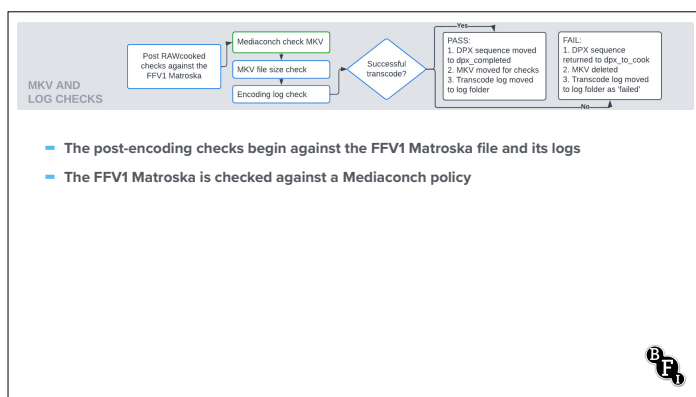 MKV AND
LOG CHECKS
Post RAWcooked
checks against the
FFV1 Matroska
Mediaconch check MKV
MKV file size check
Encoding log check
Successful
transcode?
Yes
No
PASS:
1. DPX sequence moved
to dpx_completed
2. MKV moved for checks
3. Transcode log moved
to log folder
FAIL:
1. DPX sequence
returned to dpx_to_cook
2. MKV deleted
3. Transcode log moved
to log folder as 'failed'
The post-encoding checks begin against the FFV1 Matroska file and its logs
The FFV1 Matroska is checked against a Mediaconch policy
BFI